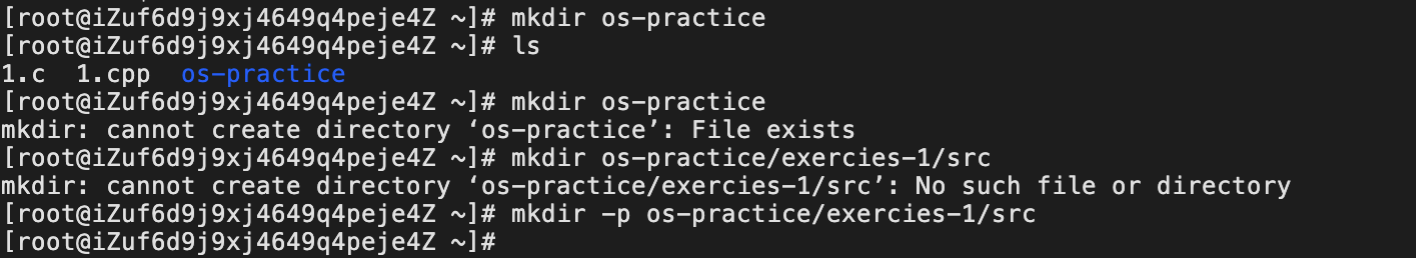 [root@iZuf6d9j9xj4649q4peje4Z ~]# mkdir os-practice
[root@iZuf6d9j9xj4649q4peje4Z ~]# ls
1.c  1.cpp  os-practice
[root@iZuf6d9j9xj4649q4peje4Z ~]# mkdir os-practice
mkdir: cannot create directory ‘os-practice’: File exists
[root@iZuf6d9j9xj4649q4peje4Z ~]# mkdir os-practice/exercies-1/src
mkdir: cannot create directory ‘os-practice/exercies-1/src’: No such file or directory
[root@iZuf6d9j9xj4649q4peje4Z ~]# mkdir -p os-practice/exercies-1/src
[root@iZuf6d9j9xj4649q4peje4Z ~]#